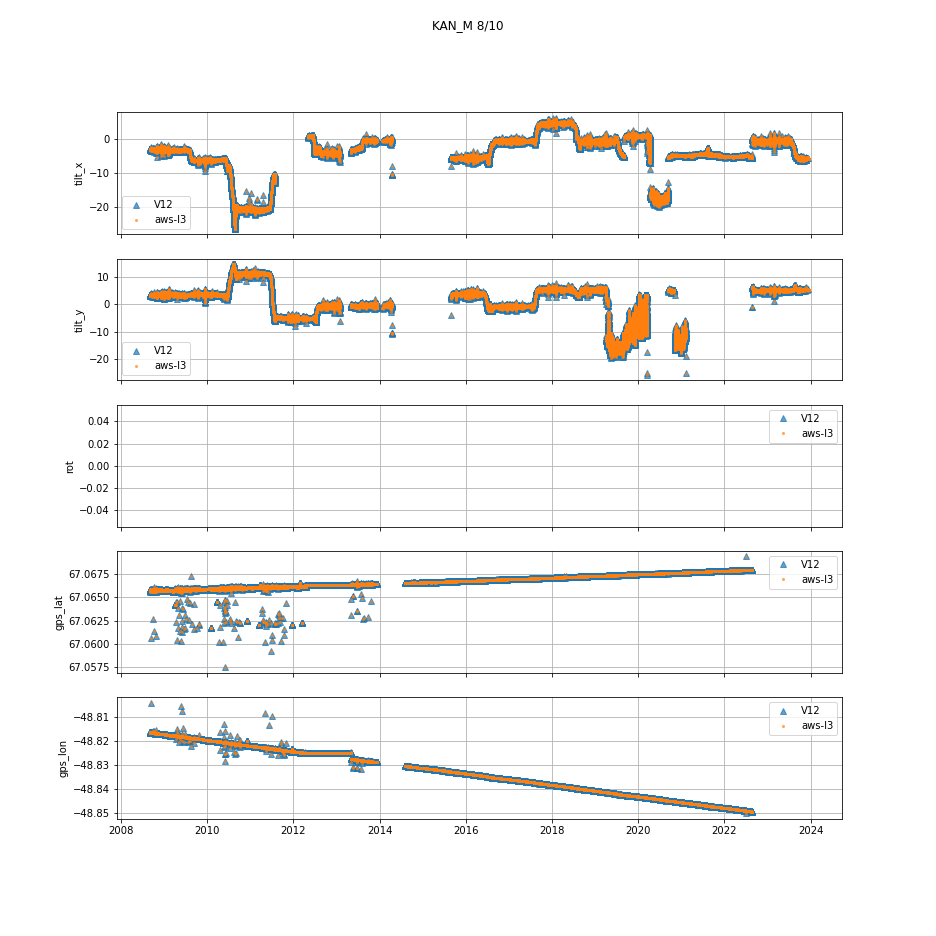 KAN_M 8/10
0
−10
−20
tilt_x
V12
aws-l3
10
0
−10
−20
tilt_y
V12
aws-l3
0.04
0.02
0.00
−0.02
−0.04
rot
V12
aws-l3
67.0675
67.0650
67.0625
67.0600
67.0575
gps_lat
V12
aws-l3
−48.81
−48.82
−48.83
−48.84
−48.85
gps_lon
V12
aws-l3
2008 2010 2012 2014 2016 2018 2020 2022 2024